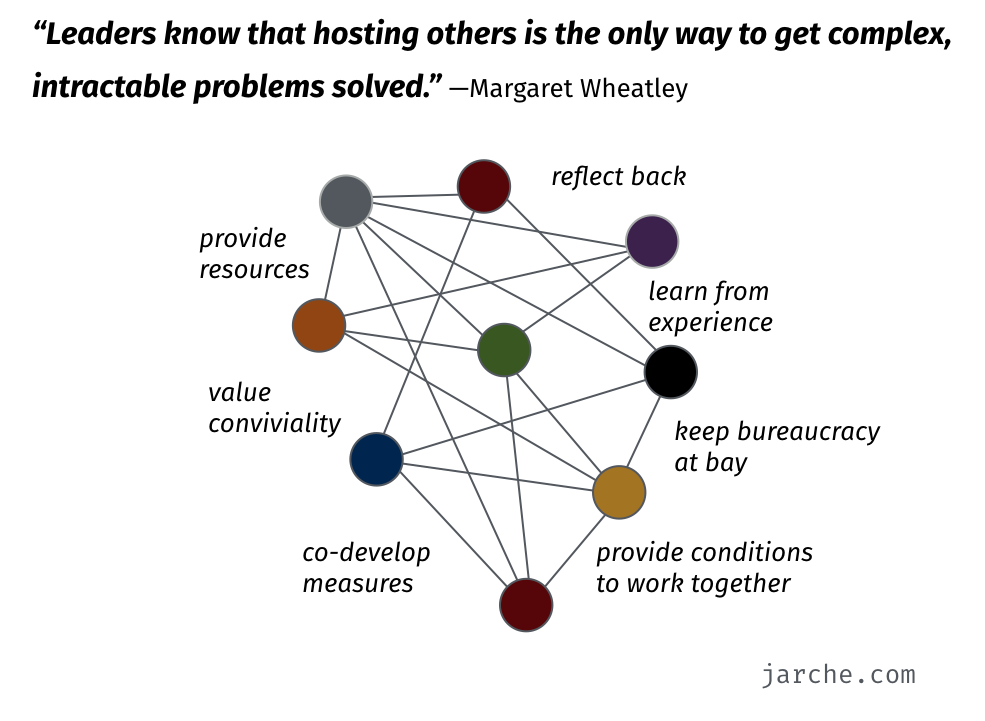 “Leaders know that hosting others is the only way to get complex,
intractable problems solved.” —Margaret Wheatley
reflect back
provide
resources
learn from
experience
value
conviviality
keep bureaucracy
at bay
co-develop
measures
provide conditions
to work together
jarche.com